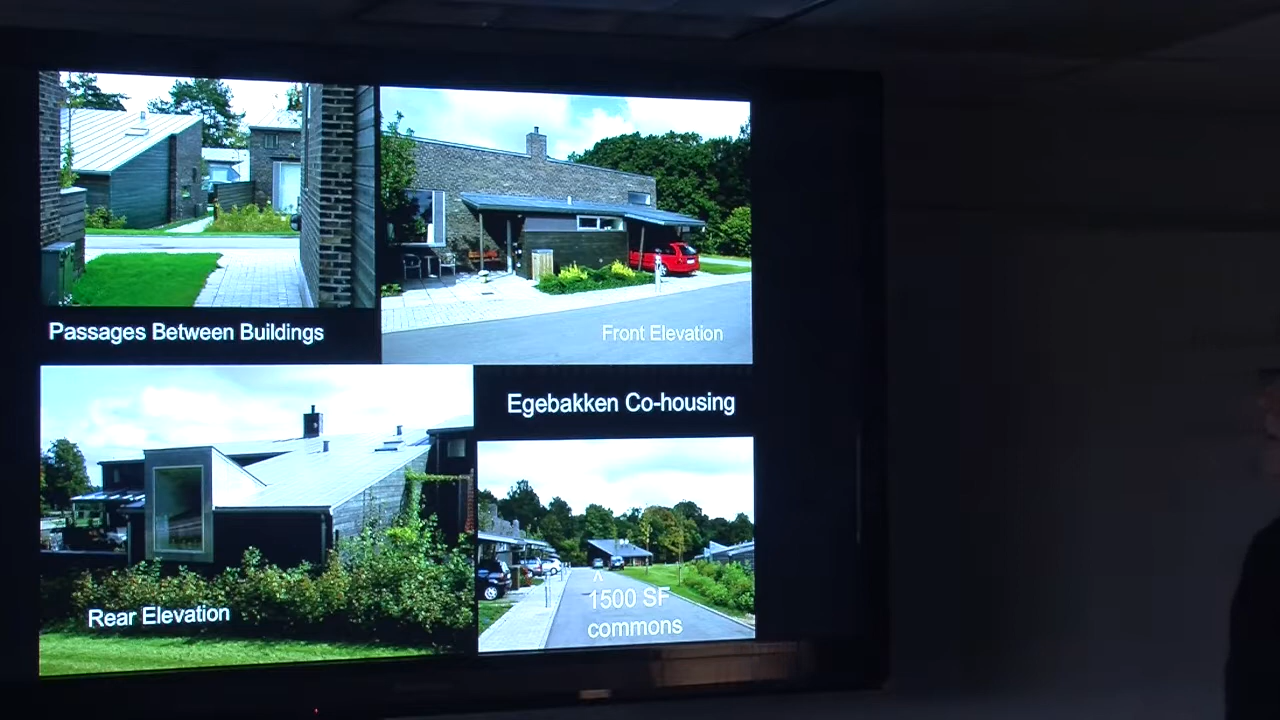 Passages Between Buildings
Front Elevation
Egebakken Co-housing
Rear Elevation
^
1500 SF
commons